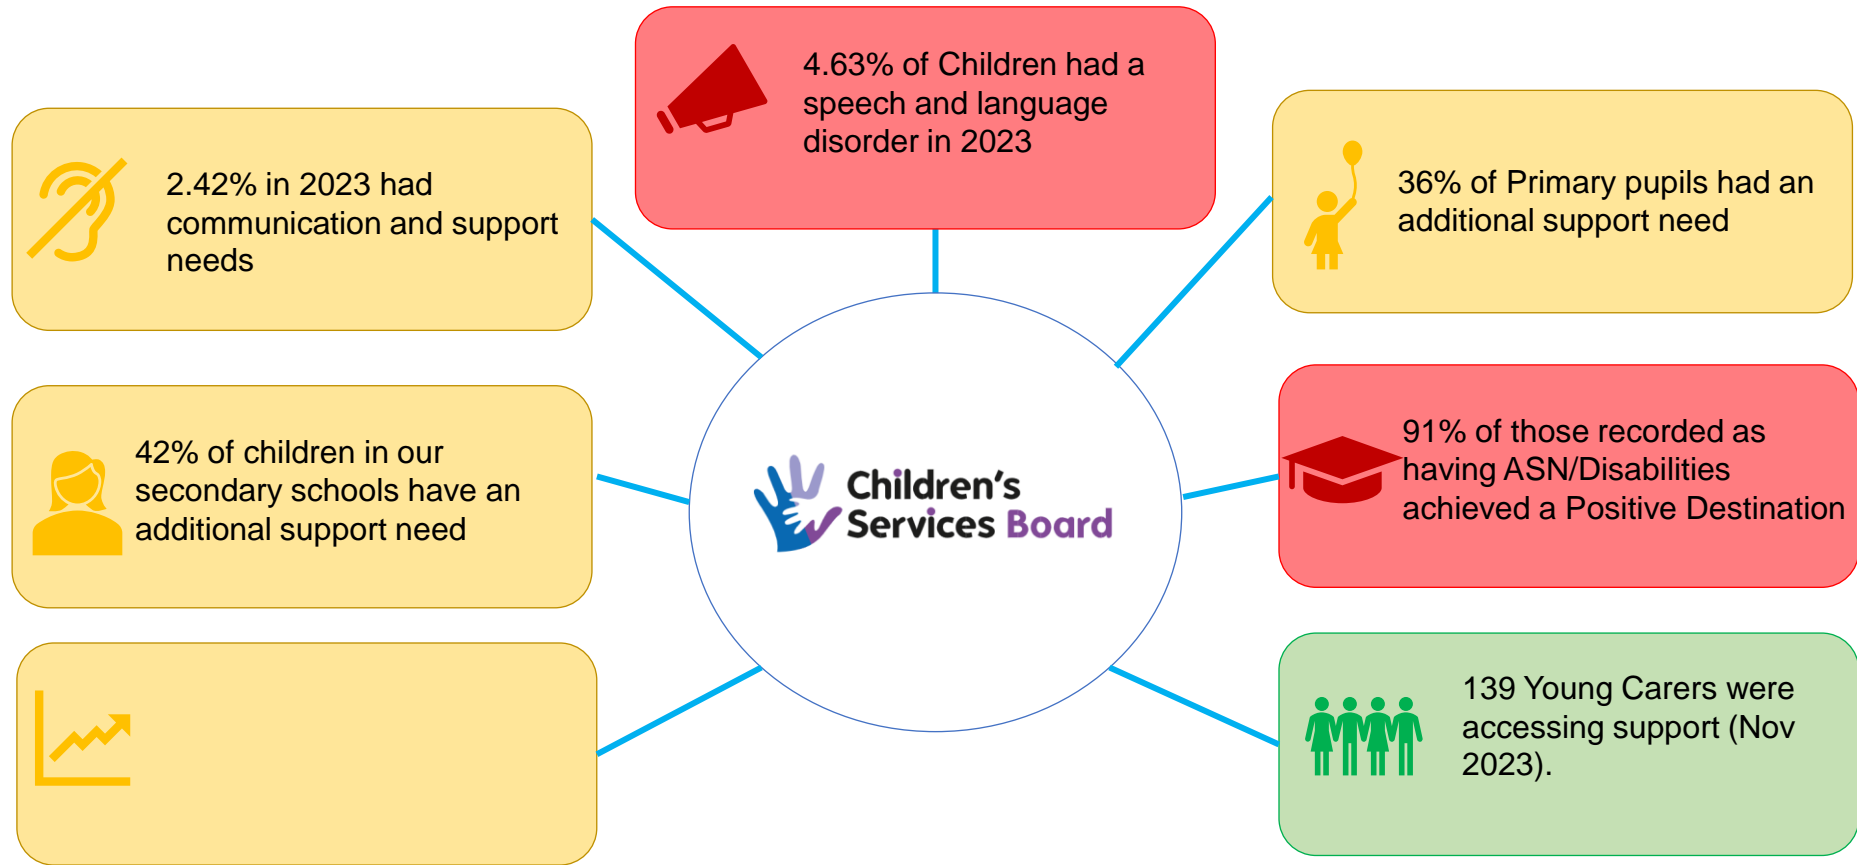 4.63% of Children had a
speech and language
disorder in 2023
2.42% in 2023 had
communication and support
needs
36% of Primary pupils had an
additional support need
42% of children in our
secondary schools have an
additional support need
Children's
Services Board
91% of those recorded as
having ASN/Disabilities
achieved a Positive Destination
139 Young Carers were
accessing support (Nov
2023).